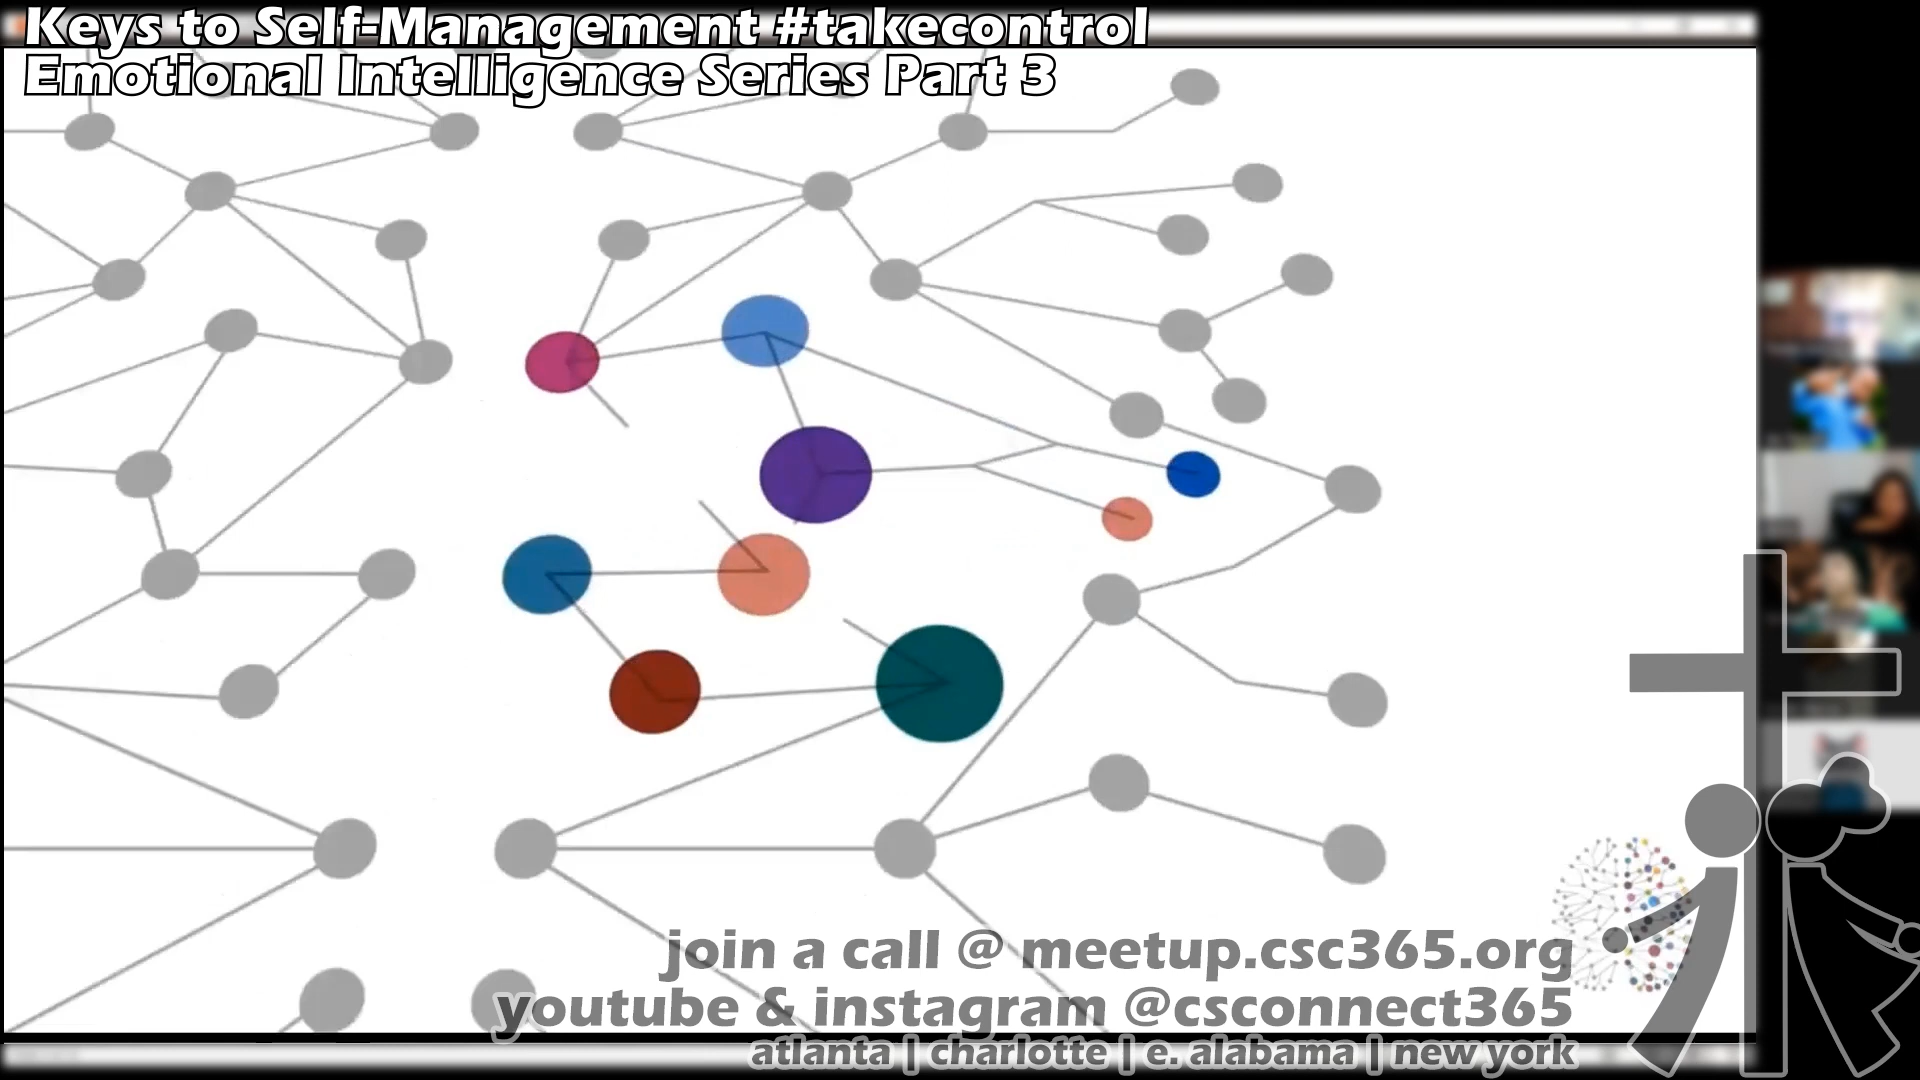 Keys to Self-Management #takecontrol
Emotional Intelligence Series Part 3
join a call @ meetup.csc365.org
youtube & instagram @csconnect365
atlanta | charlotte | e. alabama | new york